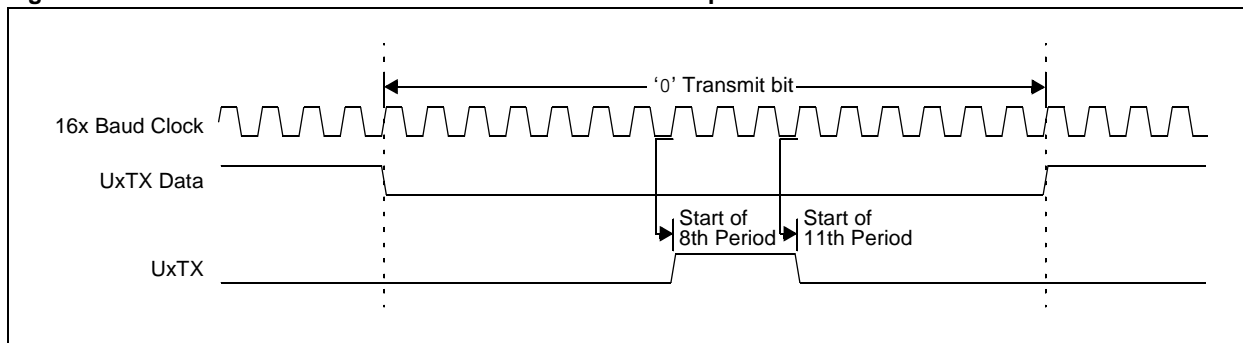 '0' Transmit bit
16x Baud Clock
UxTX Data
Start of
8th Period
Start of
11th Period
UxTX